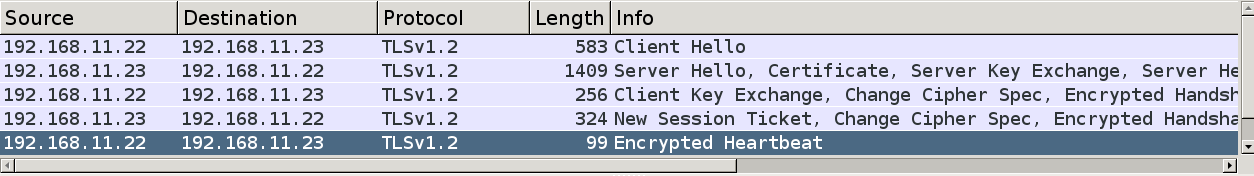 Source Destination Protocol Length Info
192.168.11.22 192.168.11.23 TLSv1.2 583 Client Hello
192.168.11.23 192.168.11.22 TLSv1.2 1409 Server Hello, Certificate, Server Key Exchange, Server He
192.168.11.22 192.168.11.23 TLSv1.2 256 Client Key Exchange, Change Cipher Spec, Encrypted Handsh
192.168.11.23 192.168.11.22 TLSv1.2 324 New Session Ticket, Change Cipher Spec, Encrypted Handsha
192.168.11.22 192.168.11.23 TLSv1.2 99 Encrypted Heartbeat